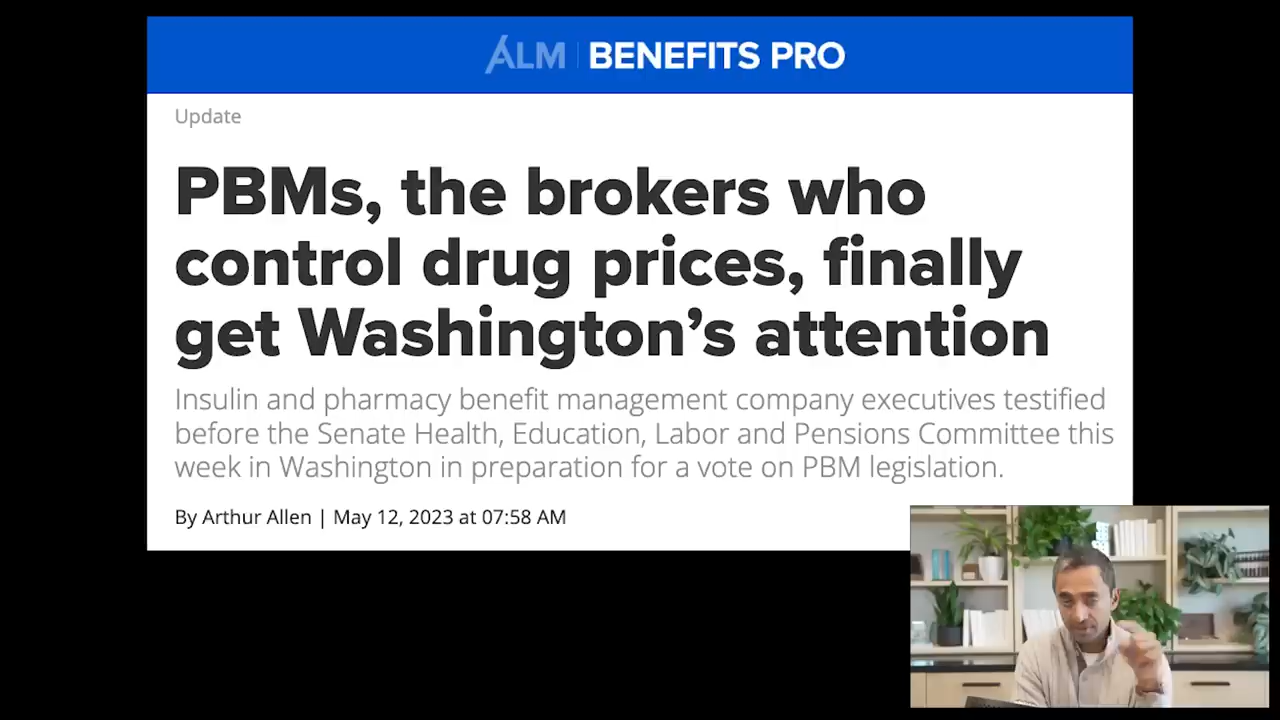 ALM | BENEFITS PRO
Update
PBMs, the brokers who
control drug prices, finally
get Washington’s attention
Insulin and pharmacy benefit management company executives testified
before the Senate Health, Education, Labor and Pensions Committee this
week in Washington in preparation for a vote on PBM legislation.
By Arthur Allen | May 12, 2023 at 07:58 AM